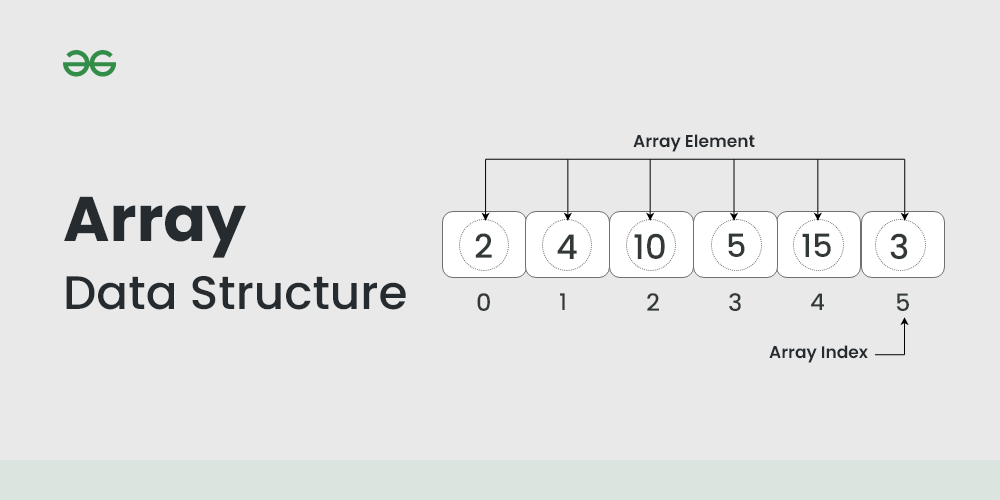 Array
Data Structure
Array Element
2 4 10 5 15 3
0 1 2 3 4 5
Array Index